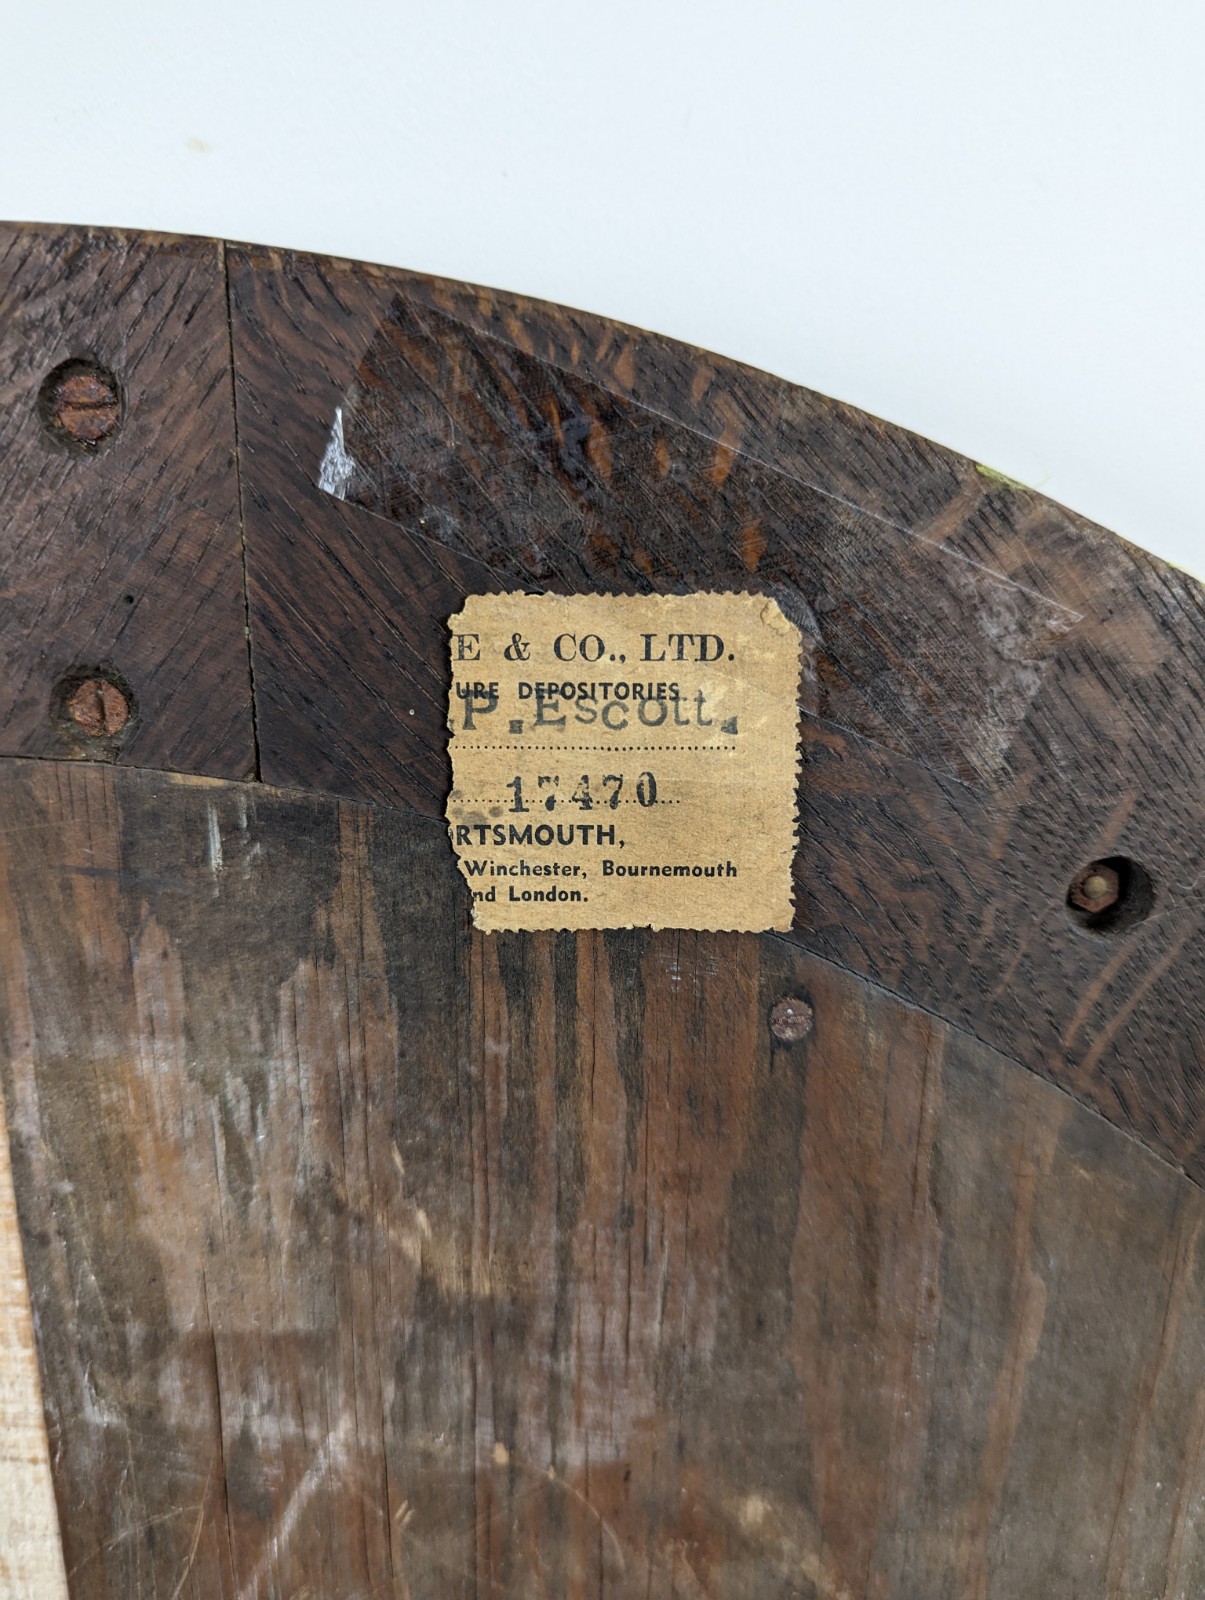 E & CO., LTD.
URE DEPOSITORIES
P. Escott.
17470
RTSMOUTH,
Winchester, Bournemouth
nd London.